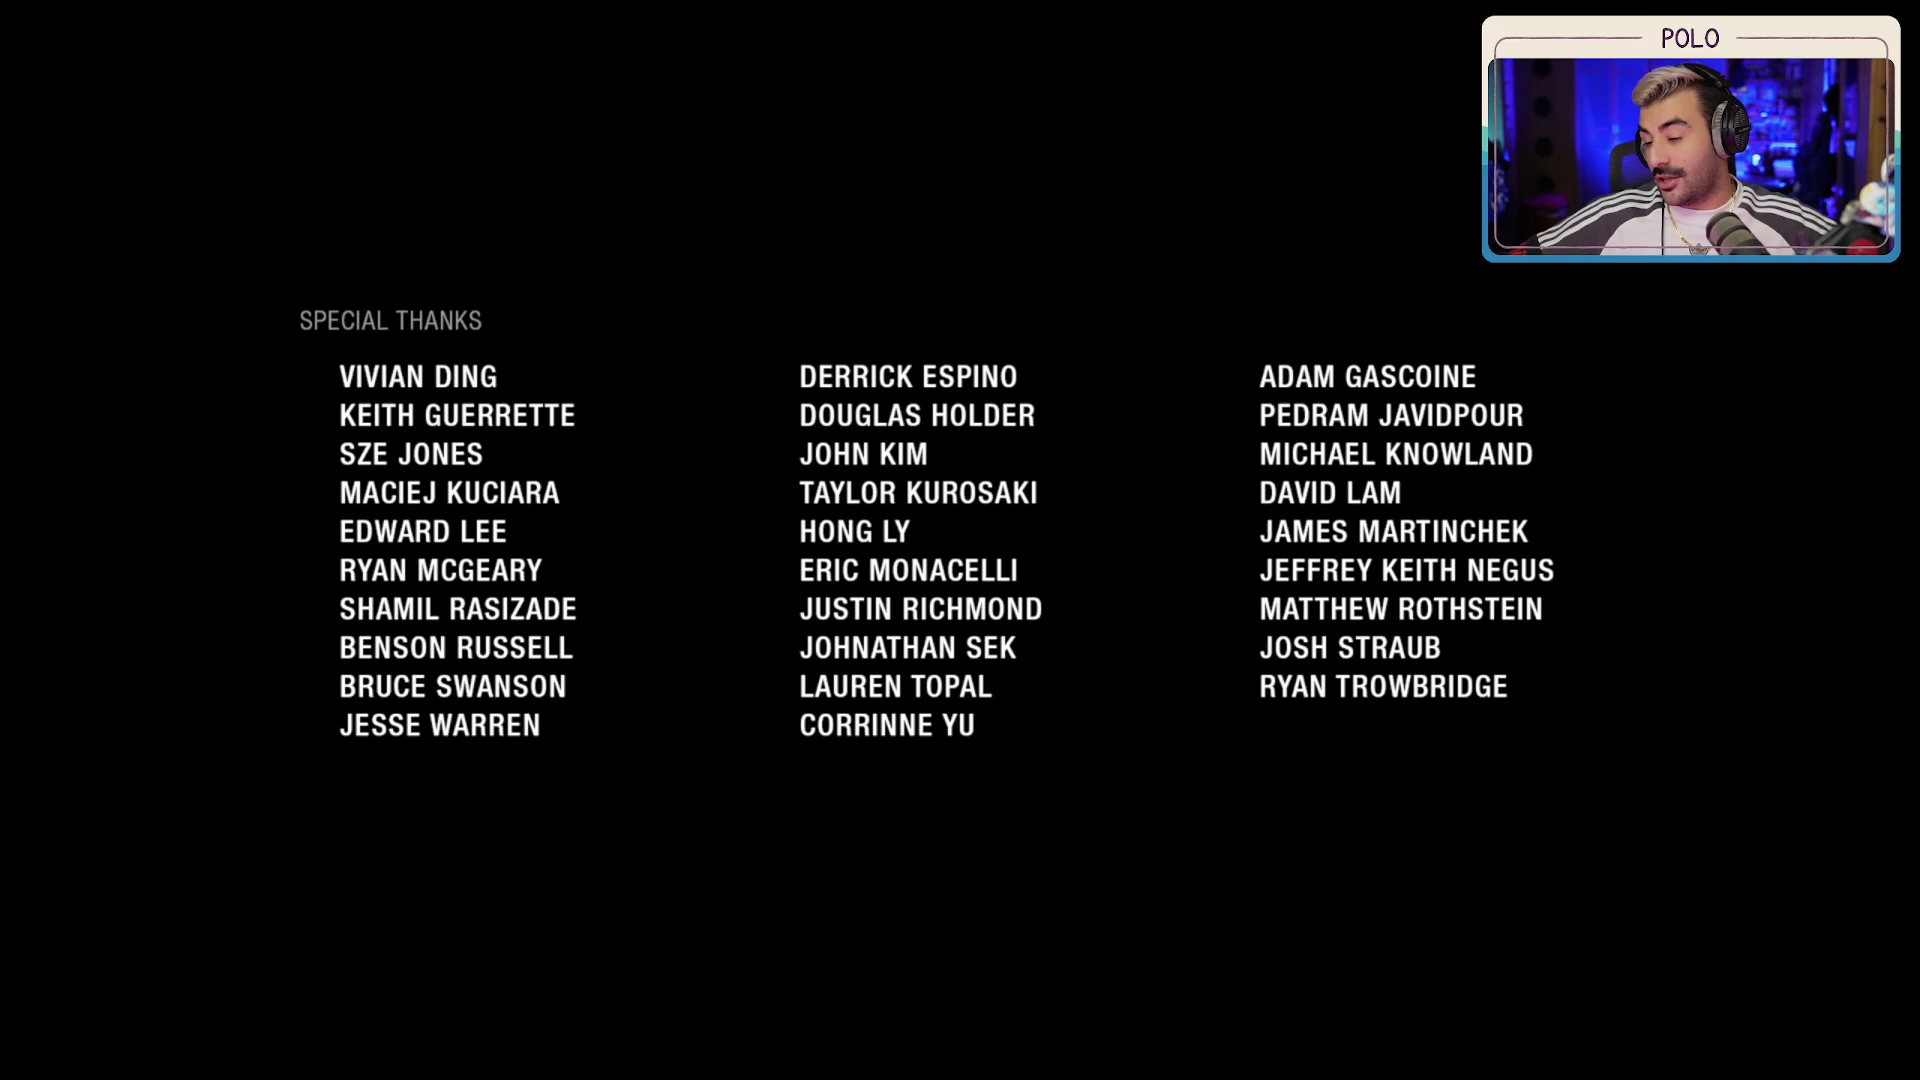 POLO
SPECIAL THANKS
VIVIAN DING
KEITH GUERRETTE
SZE JONES
MACIEJ KUCIARA
EDWARD LEE
RYAN MCGEARY
SHAMIL RASIZADE
BENSON RUSSELL
BRUCE SWANSON
JESSE WARREN
DERRICK ESPINO
DOUGLAS HOLDER
JOHN KIM
TAYLOR KUROSAKI
HONG LY
ERIC MONACELLI
JUSTIN RICHMOND
JOHNATHAN SEK
LAUREN TOPAL
CORRINNE YU
ADAM GASCOINE
PEDRAM JAVIDPOUR
MICHAEL KNOWLAND
DAVID LAM
JAMES MARTINCHEK
JEFFREY KEITH NEGUS
MATTHEW ROTHSTEIN
JOSH STRAUB
RYAN TROWBRIDGE